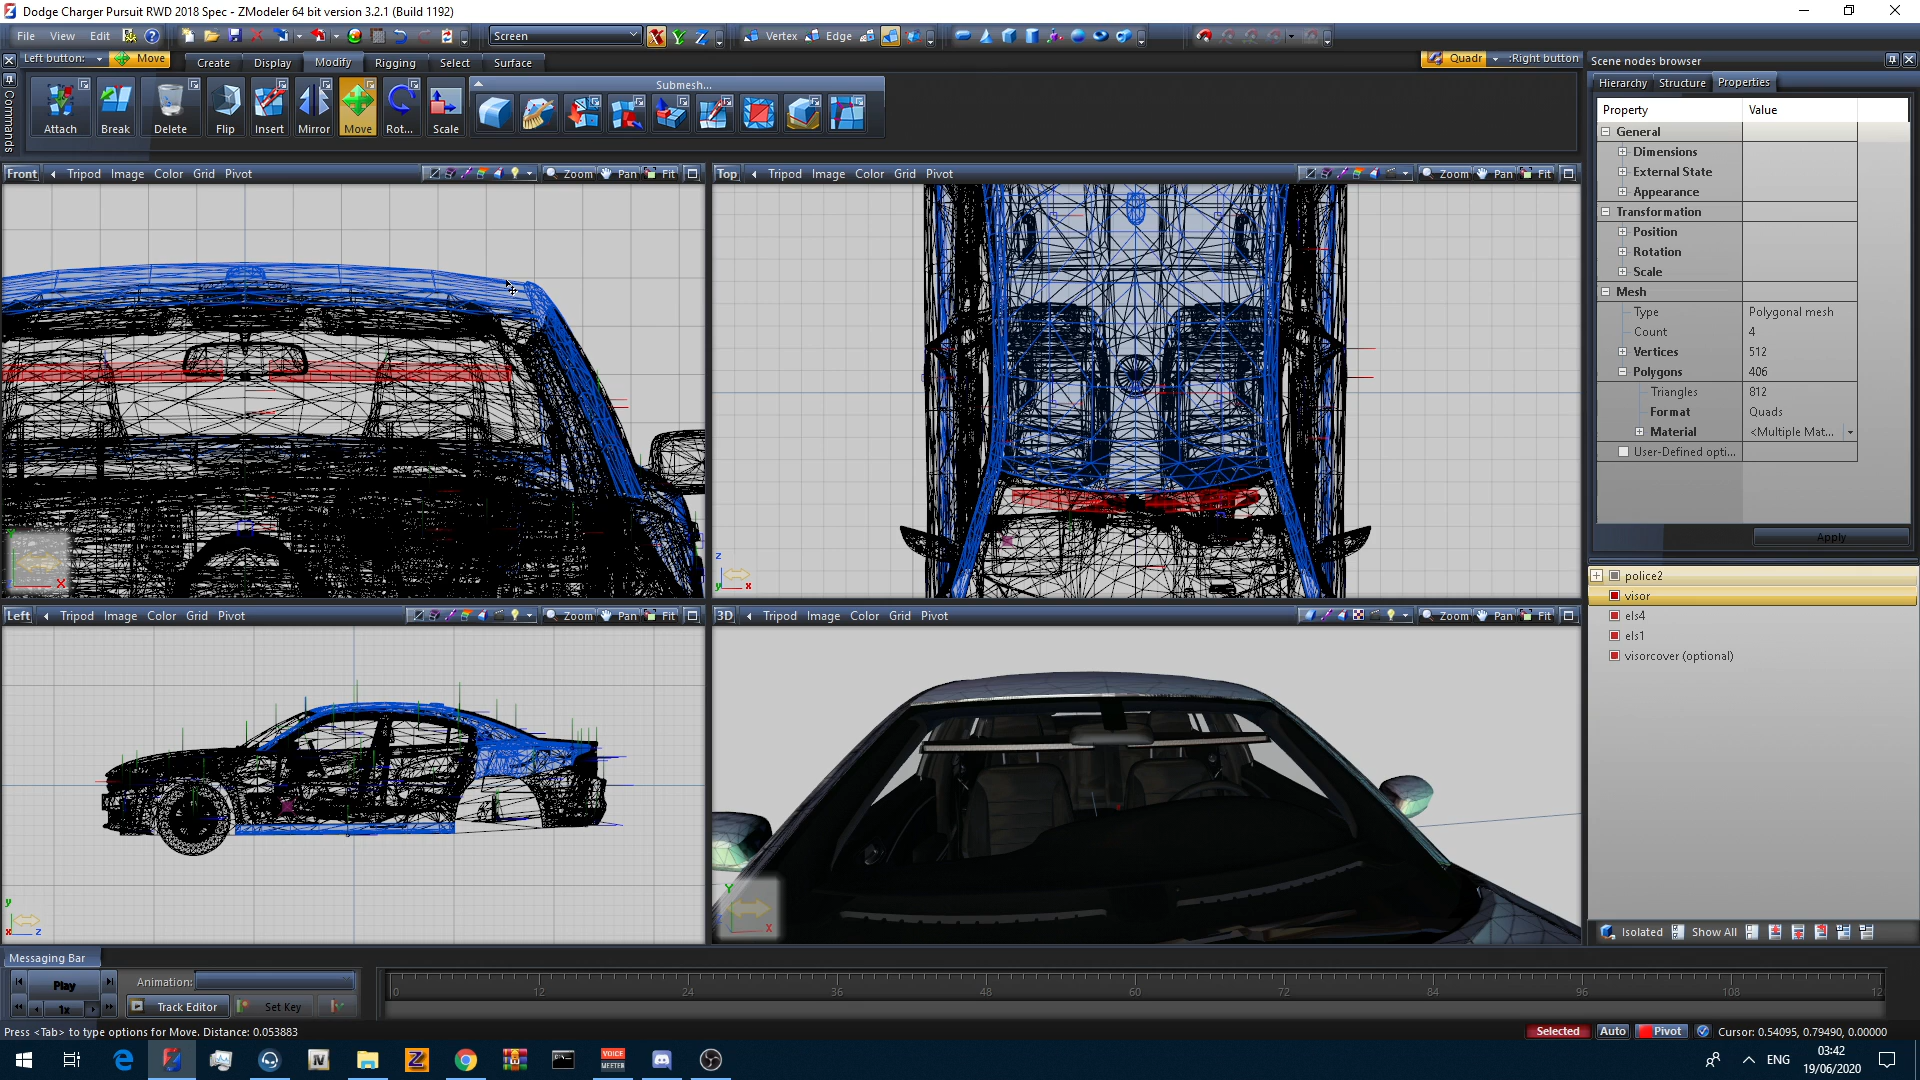 Dodge Charger Pursuit RWD 2018 Spec - ZModeler 64 bit version 3.2.1 (Build 1192)
File View Edit Screen Vertex Edge
Left button: Move Create Display Modify Rigging Select Surface Quadr :Right button
Commands
Attach Break Delete Flip Insert Mirror Move Rot... Scale
Submesh...
Front Tripod Image Color Grid Pivot Zoom Pan Fit
Top Tripod Image Color Grid Pivot Zoom Pan Fit
Left Tripod Image Color Grid Pivot Zoom Pan Fit
3D Tripod Image Color Grid Pivot Zoom Pan Fit
Scene nodes browser
Hierarchy Structure Properties
Property Value
General
Dimensions
External State
Appearance
Transformation
Position
Rotation
Scale
Mesh
Type Polygonal mesh
Count 4
Vertices 512
Polygons 406
Triangles 812
Format Quads
Material <Multiple Mat...
User-Defined opti...
Apply
police2
visor
els4
els1
visorcover (optional)
Isolated Show All
Messaging Bar
Play Animation:
1x Track Editor Set Key
0 12 24 36 48 60 72 84 96 108 12
Press <Tab> to type options for Move. Distance: 0.053883
Selected Auto Pivot Cursor: 0.54095, 0.79490, 0.00000
VOICE MEETER
ENG
03:42
19/06/2020